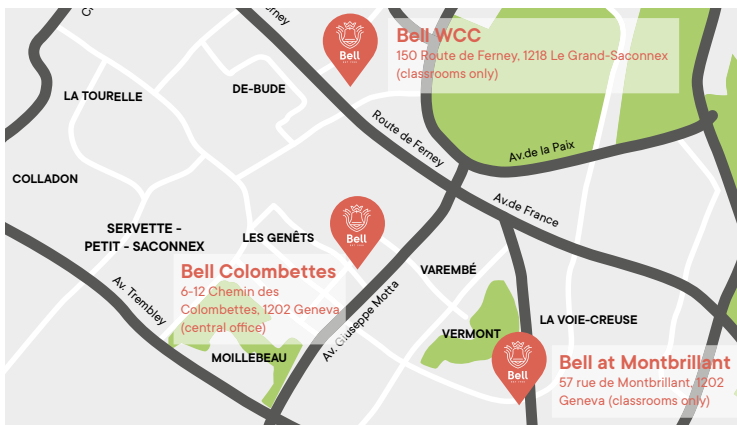 erney
Bell
Bell WCC
150 Route de Ferney, 1218 Le Grand-Saconnex
(classrooms only)
LA TOURELLE
DE-BUDE
Route de Ferney
Av.de la Paix
COLLADON
Av.de France
SERVETTE -
PETIT - SACONNEX
LES GENÊTS
Bell
Bell Colombettes
6-12 Chemin des
Colombettes, 1202 Geneva
(central office)
VAREMBÉ
Av. Trembley
Av. Giuseppe Motta
MOILLEBEAU
VERMONT
LA VOIE-CREUSE
Bell
Bell at Montbrillant
57 rue de Montbrillant, 1202
Geneva (classrooms only)